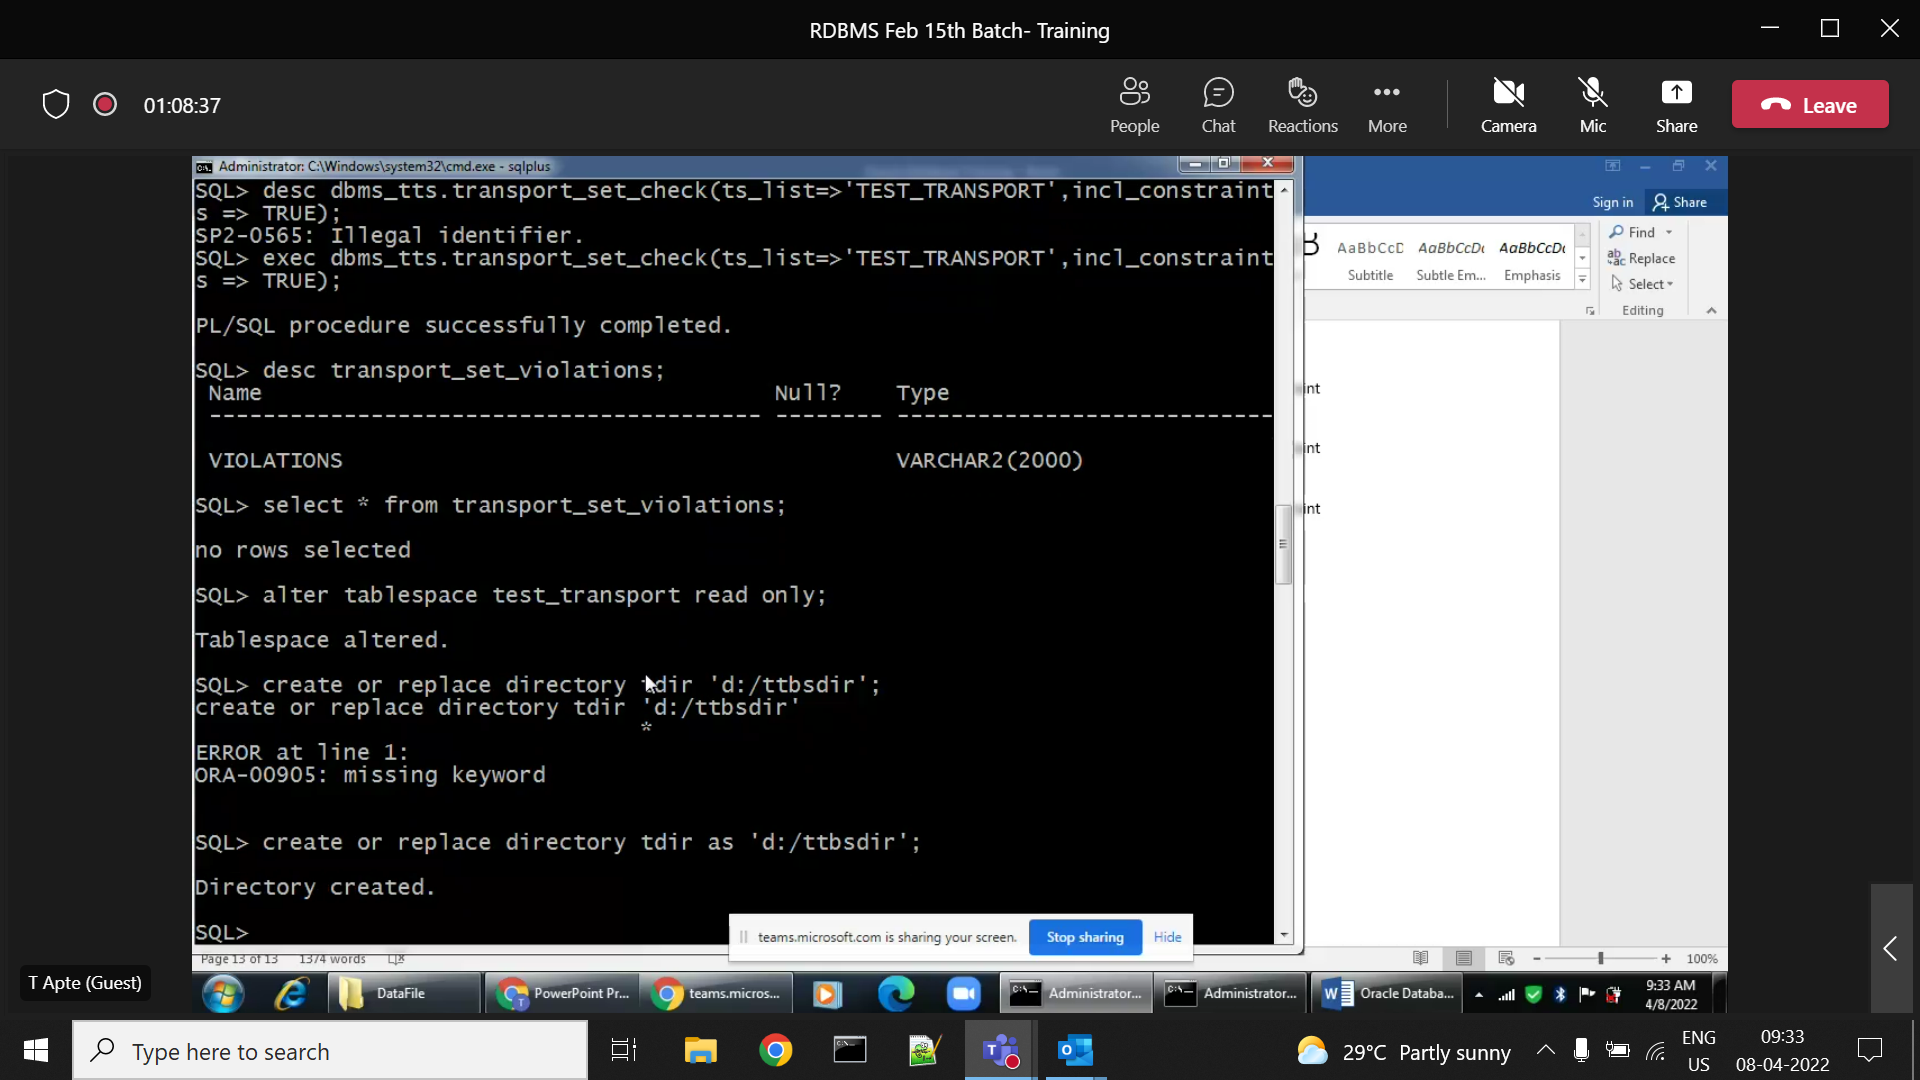 RDBMS Feb 15th Batch- Training
01:08:37
People
Chat
Reactions
More
Camera
Mic
Share
Leave
Administrator: C:\Windows\system32\cmd.exe - sqlplus
SQL> desc dbms_tts.transport_set_check(ts_list=>'TEST_TRANSPORT',incl_constraint
s => TRUE);
SP2-0565: Illegal identifier.
SQL> exec dbms_tts.transport_set_check(ts_list=>'TEST_TRANSPORT',incl_constraint
s => TRUE);
PL/SQL procedure successfully completed.
SQL> desc transport_set_violations;
Name Null? Type
----------------------------------------- -------- ----------------------------
VIOLATIONS VARCHAR2(2000)
SQL> select * from transport_set_violations;
no rows selected
SQL> alter tablespace test_transport read only;
Tablespace altered.
SQL> create or replace directory tdir 'd:/ttbsdir';
create or replace directory tdir 'd:/ttbsdir'
*
ERROR at line 1:
ORA-00905: missing keyword
SQL> create or replace directory tdir as 'd:/ttbsdir';
Directory created.
SQL>
Sign in
Share
AaBbCcD
AaBbCcDc
AaBbCcDc
Subtitle
Subtle Em...
Emphasis
Find
Replace
Select
Editing
int
int
int
teams.microsoft.com is sharing your screen.
Stop sharing
Hide
Page 13 of 13
1374 words
100%
T Apte (Guest)
DataFile
PowerPoint Pr...
teams.micros...
Administrator...
Administrator...
Oracle Databa...
9:33 AM
4/8/2022
Type here to search
29°C Partly sunny
ENG
US
09:33
08-04-2022